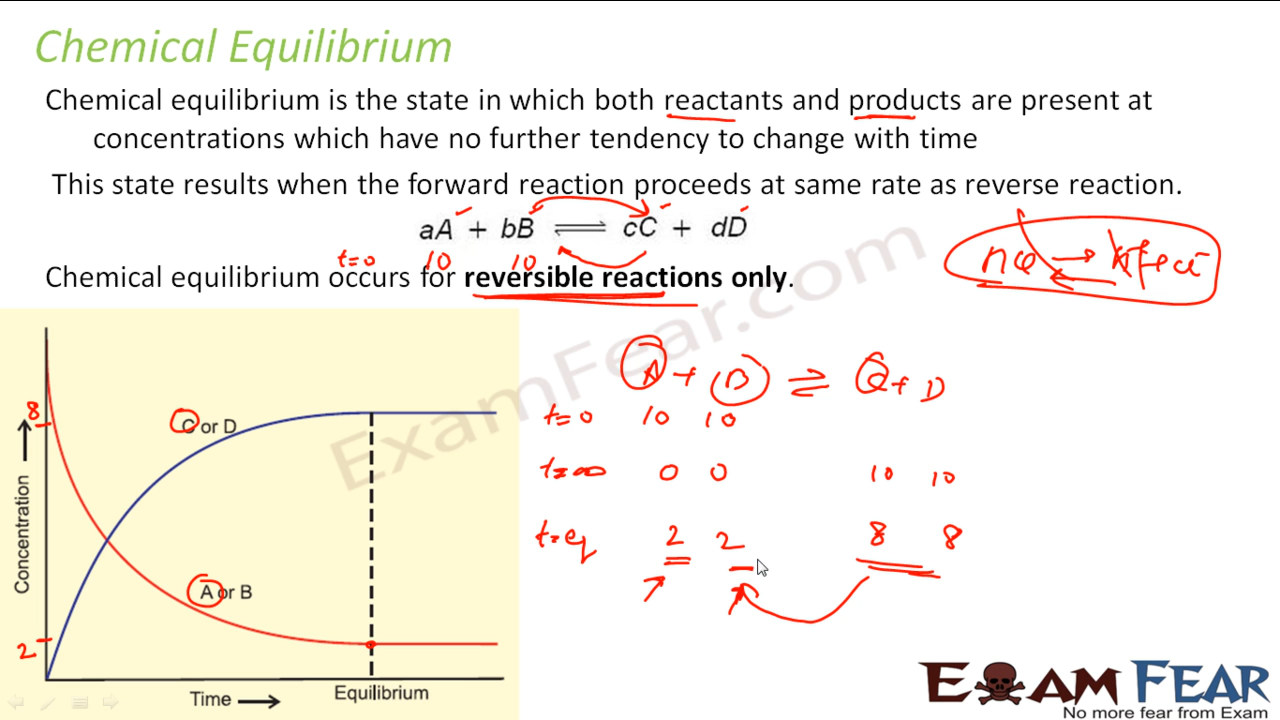 Chemical Equilibrium
Chemical equilibrium is the state in which both reactants and products are present at
concentrations which have no further tendency to change with time
This state results when the forward reaction proceeds at same rate as reverse reaction.
aA + bB ⇌ cC + dD
t=0 10 10
Chemical equilibrium occurs for reversible reactions only.
ExamFear.com
A + B ⇌ C + D
t=0 10 10
t=∞ 0 0 10 10
t=eq 2 2 8 8
8
C or D
Concentration
A or B
2
Time
Equilibrium
EXAM FEAR
No more fear from Exam